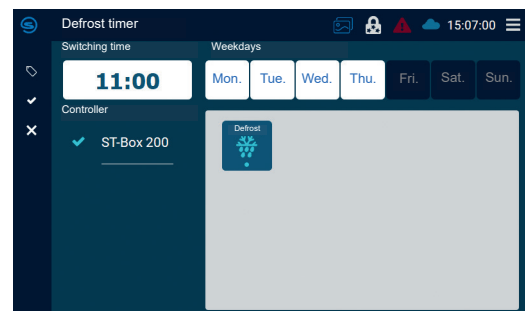 Defrost timer
15:07:00
Switching time
Weekdays
11:00
Mon. Tue. Wed. Thu. Fri. Sat. Sun.
Controller
ST-Box 200
Defrost